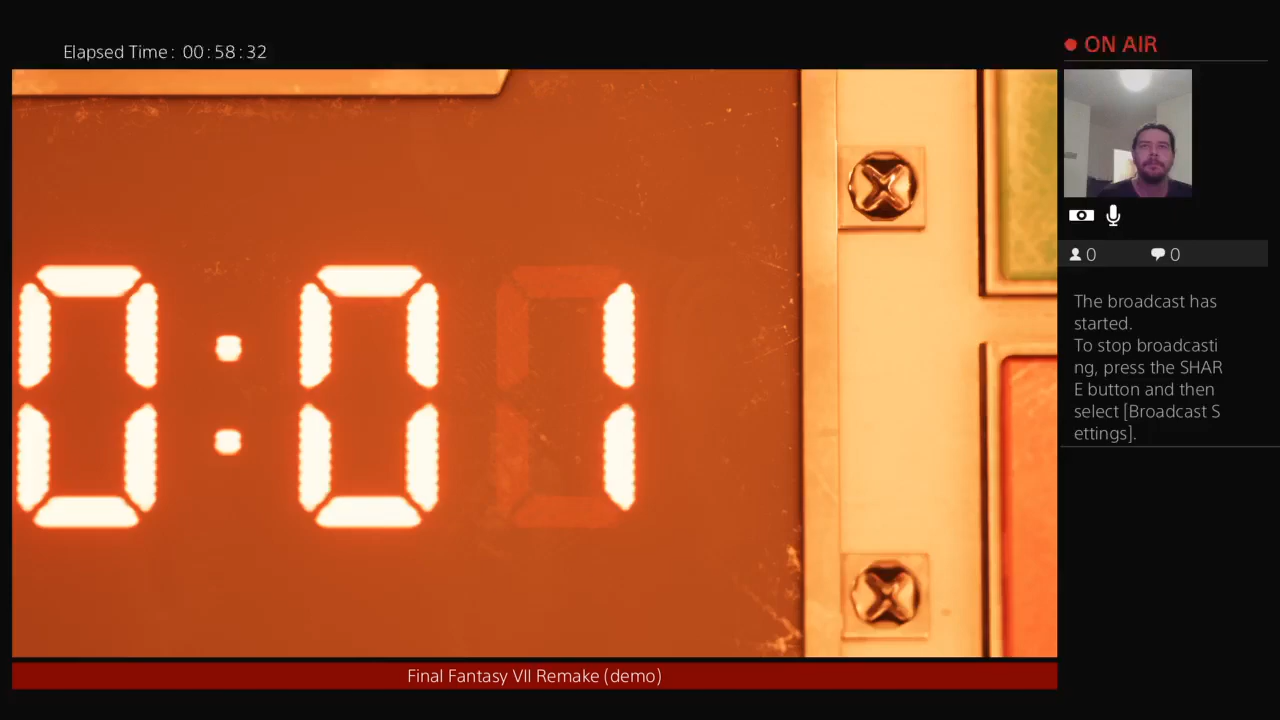 Elapsed Time: 00:58:32
ON AIR
0:01
0
0
The broadcast has
started.
To stop broadcasti
ng, press the SHAR
E button and then
select [Broadcast S
ettings].
Final Fantasy VII Remake (demo)